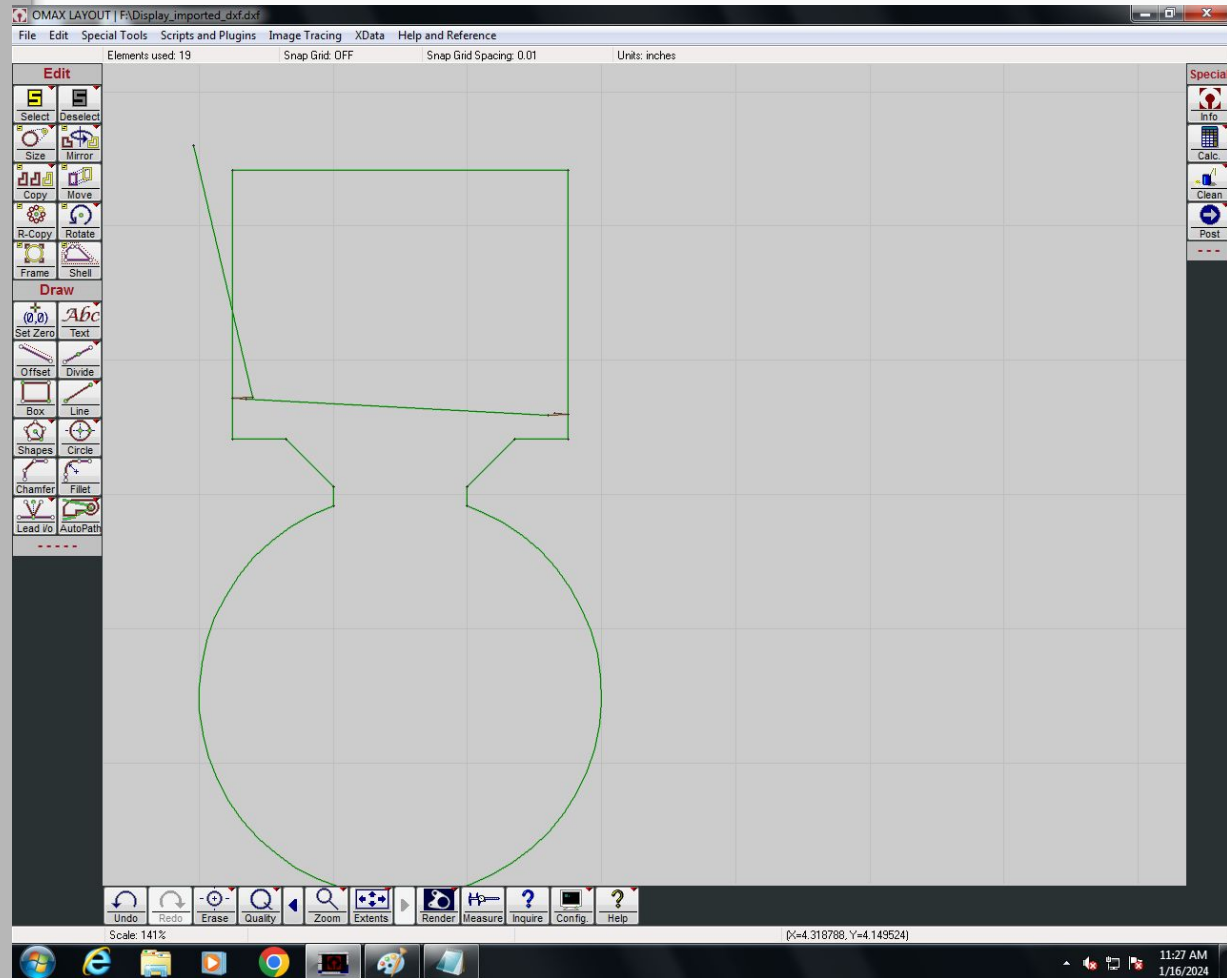 OMAX LAYOUT | F:\Display_imported_dxf.dxf
File Edit Special Tools Scripts and Plugins Image Tracing XData Help and Reference
Elements used: 19 Snap Grid: OFF Snap Grid Spacing: 0.01 Units: inches
Edit
Select Deselect
Size Mirror
Copy Move
R-Copy Rotate
Frame Shell
Draw
(0,0) Abc
Set Zero Text
Offset Divide
Box Line
Shapes Circle
Chamfer Fillet
Lead i/o AutoPath
- - - - -
Special
Info
Calc.
Clean
Post
- - -
Undo Redo Erase Quality Zoom Extents Render Measure Inquire Config. Help
Scale: 141% (X=4.318788, Y=4.149524)
11:27 AM
1/16/2024